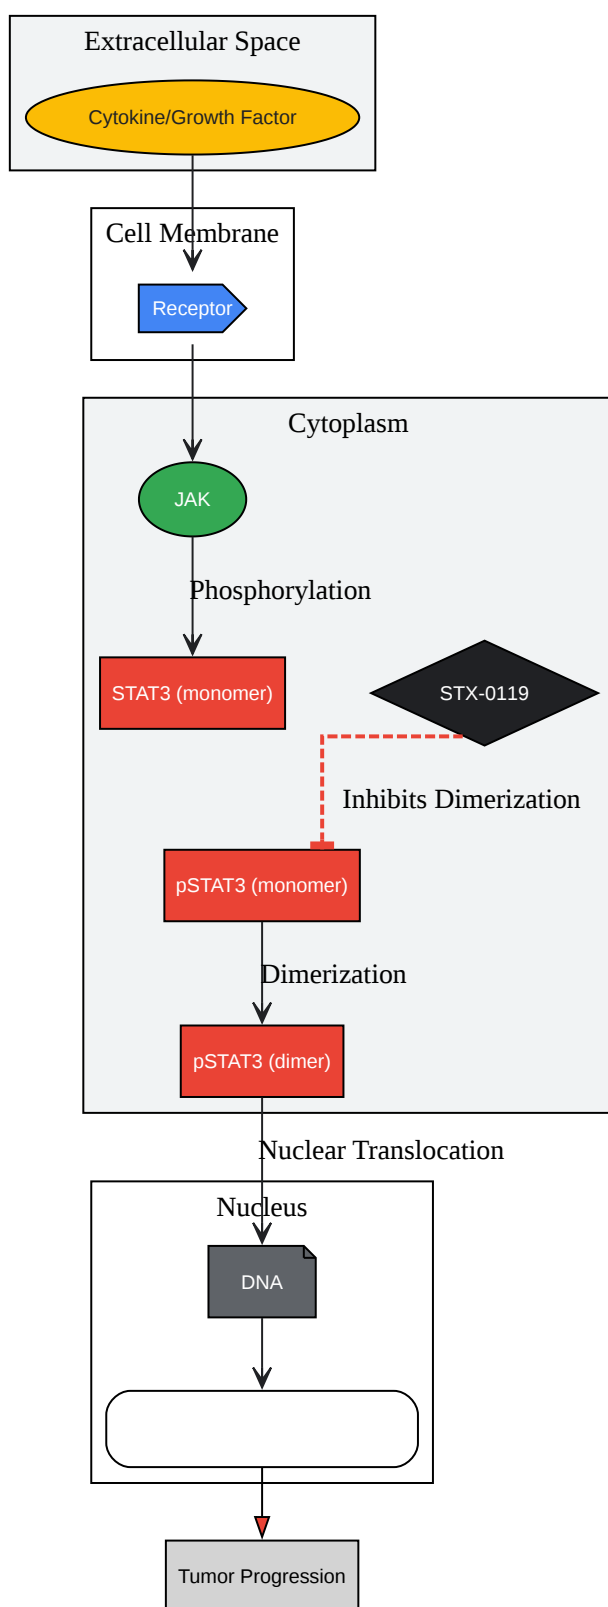 Extracellular Space
Cytokine/Growth Factor
Cell Membrane
Receptor
Cytoplasm
JAK
Phosphorylation
STAT3 (monomer)
STX-0119
Inhibits Dimerization
pSTAT3 (monomer)
Dimerization
pSTAT3 (dimer)
Nuclear Translocation
Nucleus
DNA
Tumor Progression